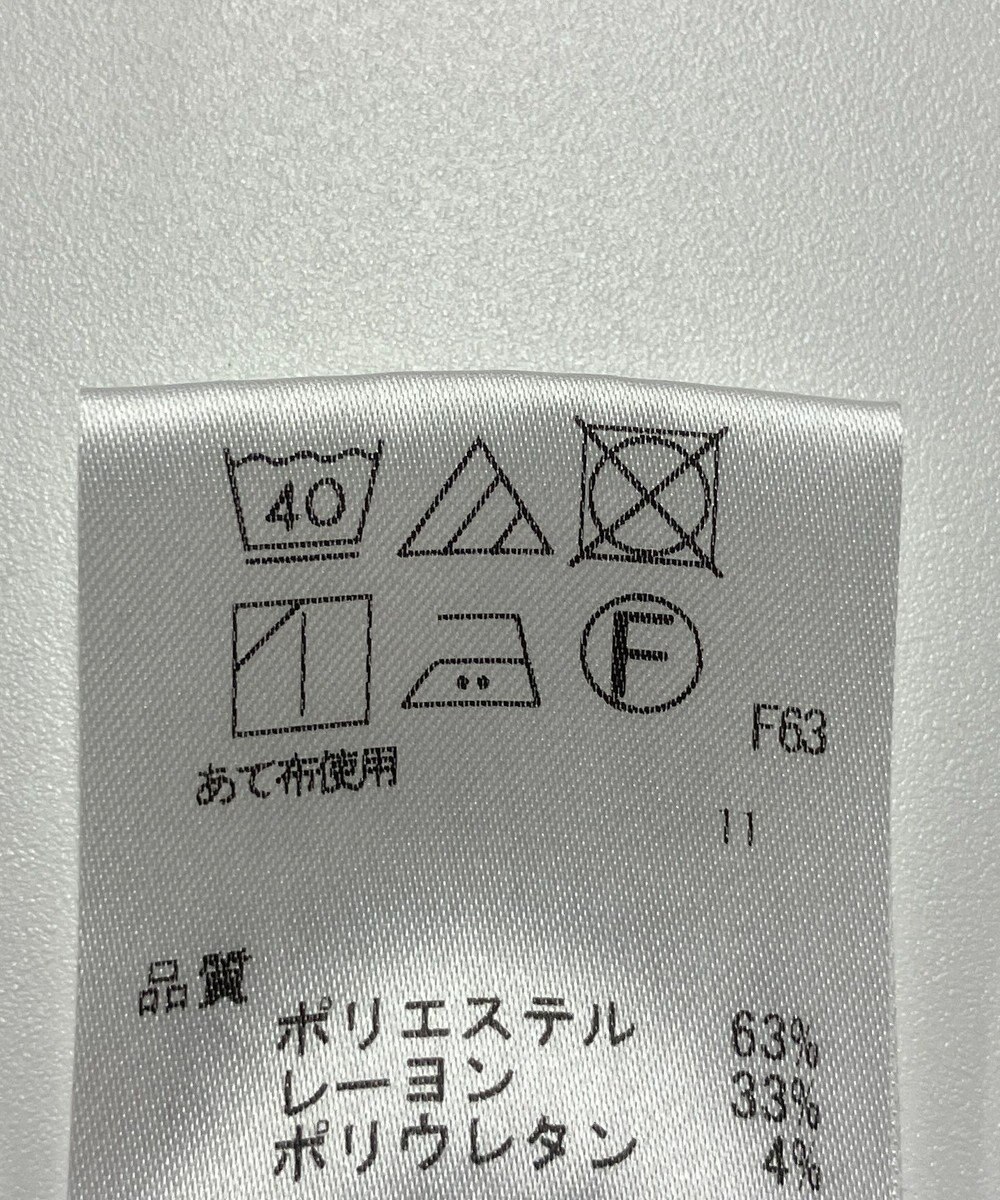 40
F
F63
あて布使用
11
品質
ポリエステル 63%
レーヨン 33%
ポリウレタン 4%